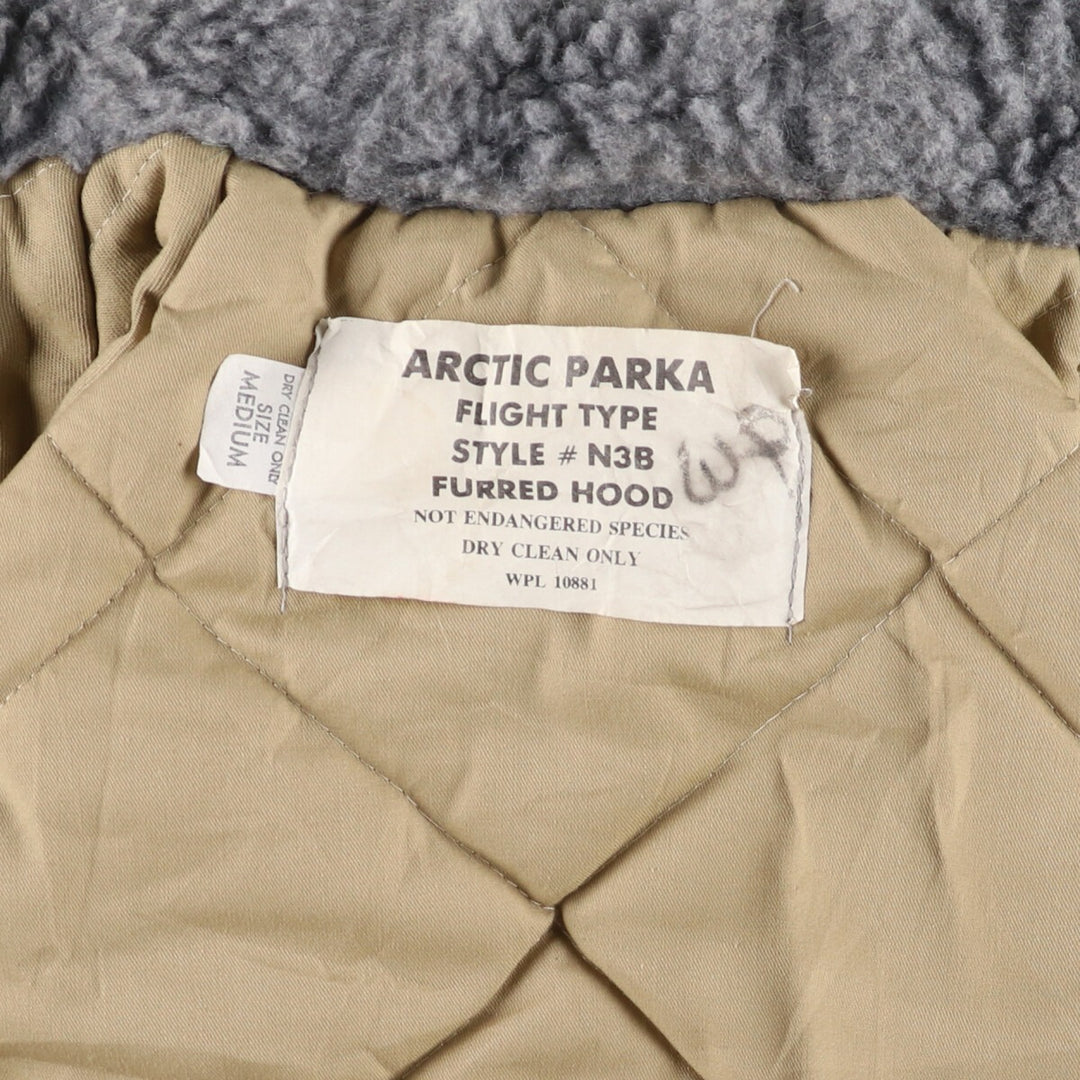 ARCTIC PARKA
FLIGHT TYPE
STYLE # N3B
FURRED HOOD
NOT ENDANGERED SPECIES
DRY CLEAN ONLY
WPL 10881
DRY CLEAN ONLY
SIZE
MEDIUM